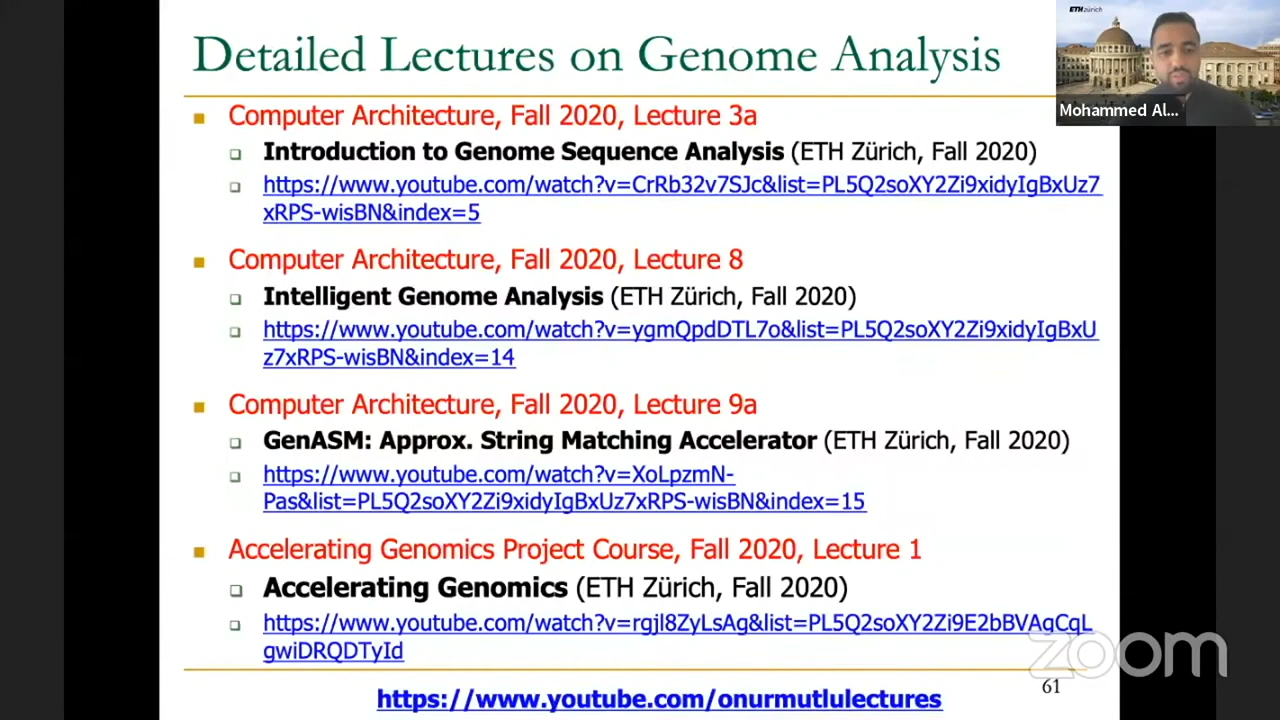 Detailed Lectures on Genome Analysis
ETH zürich
Mohammed Al...
Computer Architecture, Fall 2020, Lecture 3a
Introduction to Genome Sequence Analysis (ETH Zürich, Fall 2020)
https://www.youtube.com/watch?v=CrRb32v7SJc&list=PL5Q2soXY2Zi9xidyIgBxUz7
xRPS-wisBN&index=5
Computer Architecture, Fall 2020, Lecture 8
Intelligent Genome Analysis (ETH Zürich, Fall 2020)
https://www.youtube.com/watch?v=ygmQpdDTL7o&list=PL5Q2soXY2Zi9xidyIgBxU
z7xRPS-wisBN&index=14
Computer Architecture, Fall 2020, Lecture 9a
GenASM: Approx. String Matching Accelerator (ETH Zürich, Fall 2020)
https://www.youtube.com/watch?v=XoLpzmN-
Pas&list=PL5Q2soXY2Zi9xidyIgBxUz7xRPS-wisBN&index=15
Accelerating Genomics Project Course, Fall 2020, Lecture 1
Accelerating Genomics (ETH Zürich, Fall 2020)
https://www.youtube.com/watch?v=rgjl8ZyLsAg&list=PL5Q2soXY2Zi9E2bBVAgCqL
gwiDRQDTyId
zoom
61
https://www.youtube.com/onurmutlulectures